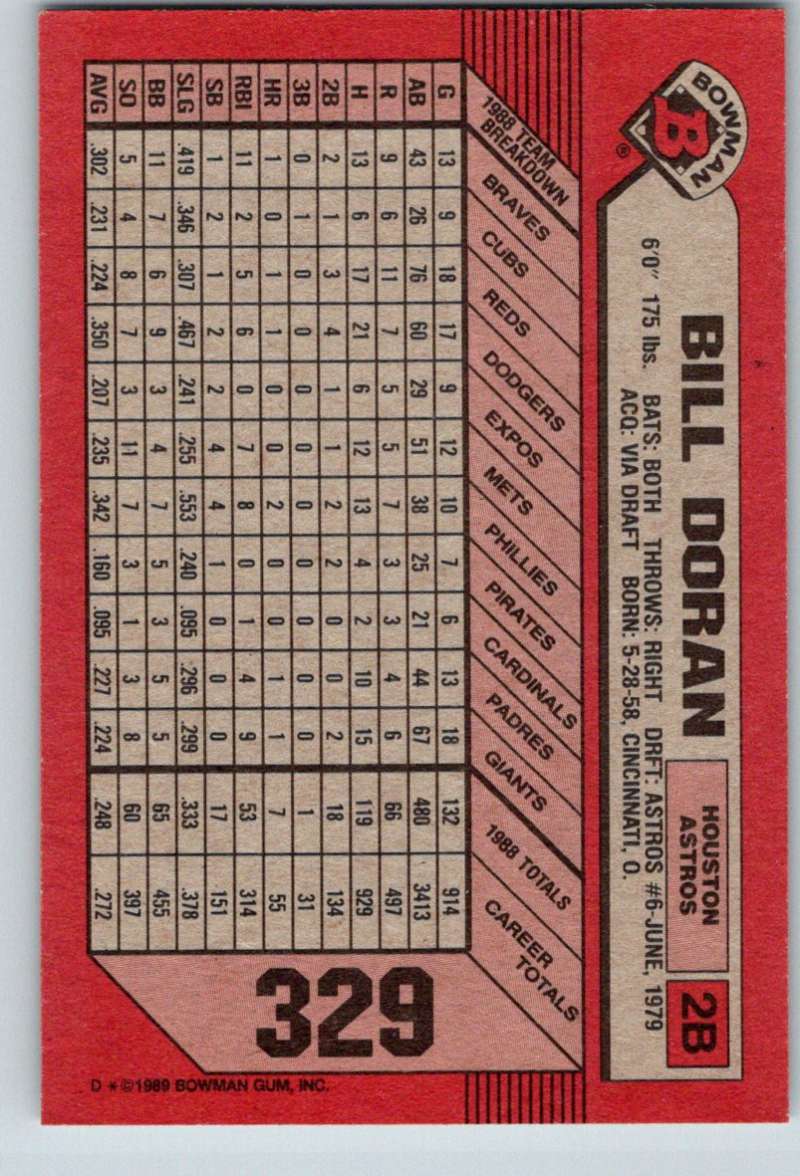 BOWMAN
B
®
BILL DORAN
HOUSTON
ASTROS
2B
6'0" 175 lbs. BATS: BOTH THROWS: RIGHT DRFT: ASTROS #6-JUNE, 1979
ACQ: VIA DRAFT BORN: 5-28-58, CINCINNATI, O.
1988 TEAM
BREAKDOWN
BRAVES
CUBS
REDS
DODGERS
EXPOS
METS
PHILLIES
PIRATES
CARDINALS
PADRES
GIANTS
1988 TOTALS
CAREER
TOTALS
G 13 9 18 17 9 12 10 7 6 13 18 132 914
AB 43 26 76 60 29 51 38 25 21 44 67 480 3413
R 9 6 11 7 5 5 7 3 3 4 6 66 497
H 13 6 17 21 6 12 13 4 2 10 15 119 929
2B 2 1 3 4 1 1 2 2 0 0 2 18 134
3B 0 1 0 0 0 0 0 0 0 0 0 1 31
HR 1 0 1 1 0 0 2 0 0 1 1 7 55
RBI 11 2 5 6 0 7 8 0 1 4 9 53 314
SB 1 2 1 2 2 4 4 1 0 0 0 17 151
SLG .419 .346 .307 .467 .241 .255 .553 .240 .095 .296 .299 .333 .378
BB 11 7 6 9 3 4 7 5 3 5 5 65 455
SO 5 4 8 7 3 11 7 3 1 3 8 60 397
AVG .302 .231 .224 .350 .207 .235 .342 .160 .095 .227 .224 .248 .272
329
D *©1989 BOWMAN GUM, INC.